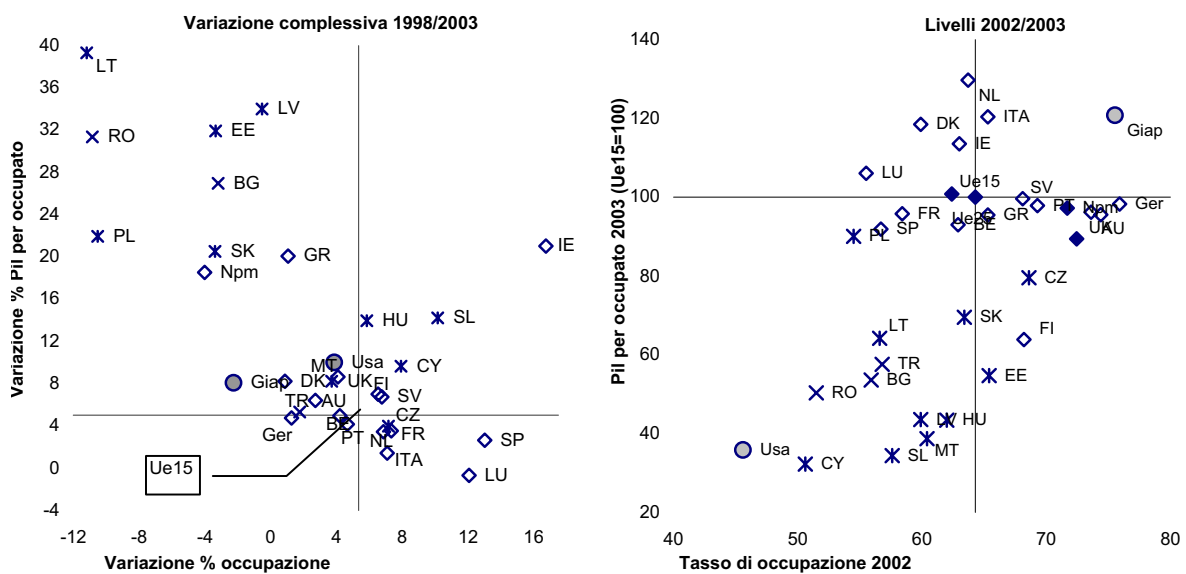 Variazione complessiva 1998/2003
Variazione % Pil per occupato
40
36
32
28
24
20
16
12
8
4
0
-4
-12
-8
-4
0
4
8
12
16
Variazione % occupazione
LT
LV
RO
EE
BG
PL
SK
GR
Npm
IE
HU
SL
MT
Usa
CY
Giap
DK
UK
FI
SV
TR
AU
CZ
Ger
BE
PT
NL
FR
SP
ITA
LU
Ue15
Livelli 2002/2003
Pil per occupato 2003 (Ue15=100)
140
120
100
80
60
40
20
40
50
60
70
80
Tasso di occupazione 2002
NL
DK
ITA
Giap
IE
LU
Ue15
SV
FR
GR
PT
Npm
Ger
SP
BE
PL
AU
CZ
LT
SK
FI
TR
BG
EE
RO
HU
MT
Usa
CY
SL